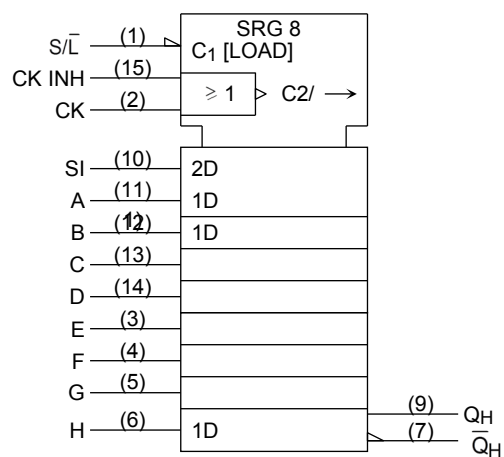 SRG 8
S/L̅ (1) C1 [LOAD]
CK INH (15)
≥ 1 C2/ →
CK (2)
SI (10) 2D
A (11) 1D
B (12) 1D
C (13)
D (14)
E (3)
F (4)
G (5)
H (6) 1D
(9) QH
(7) Q̅H